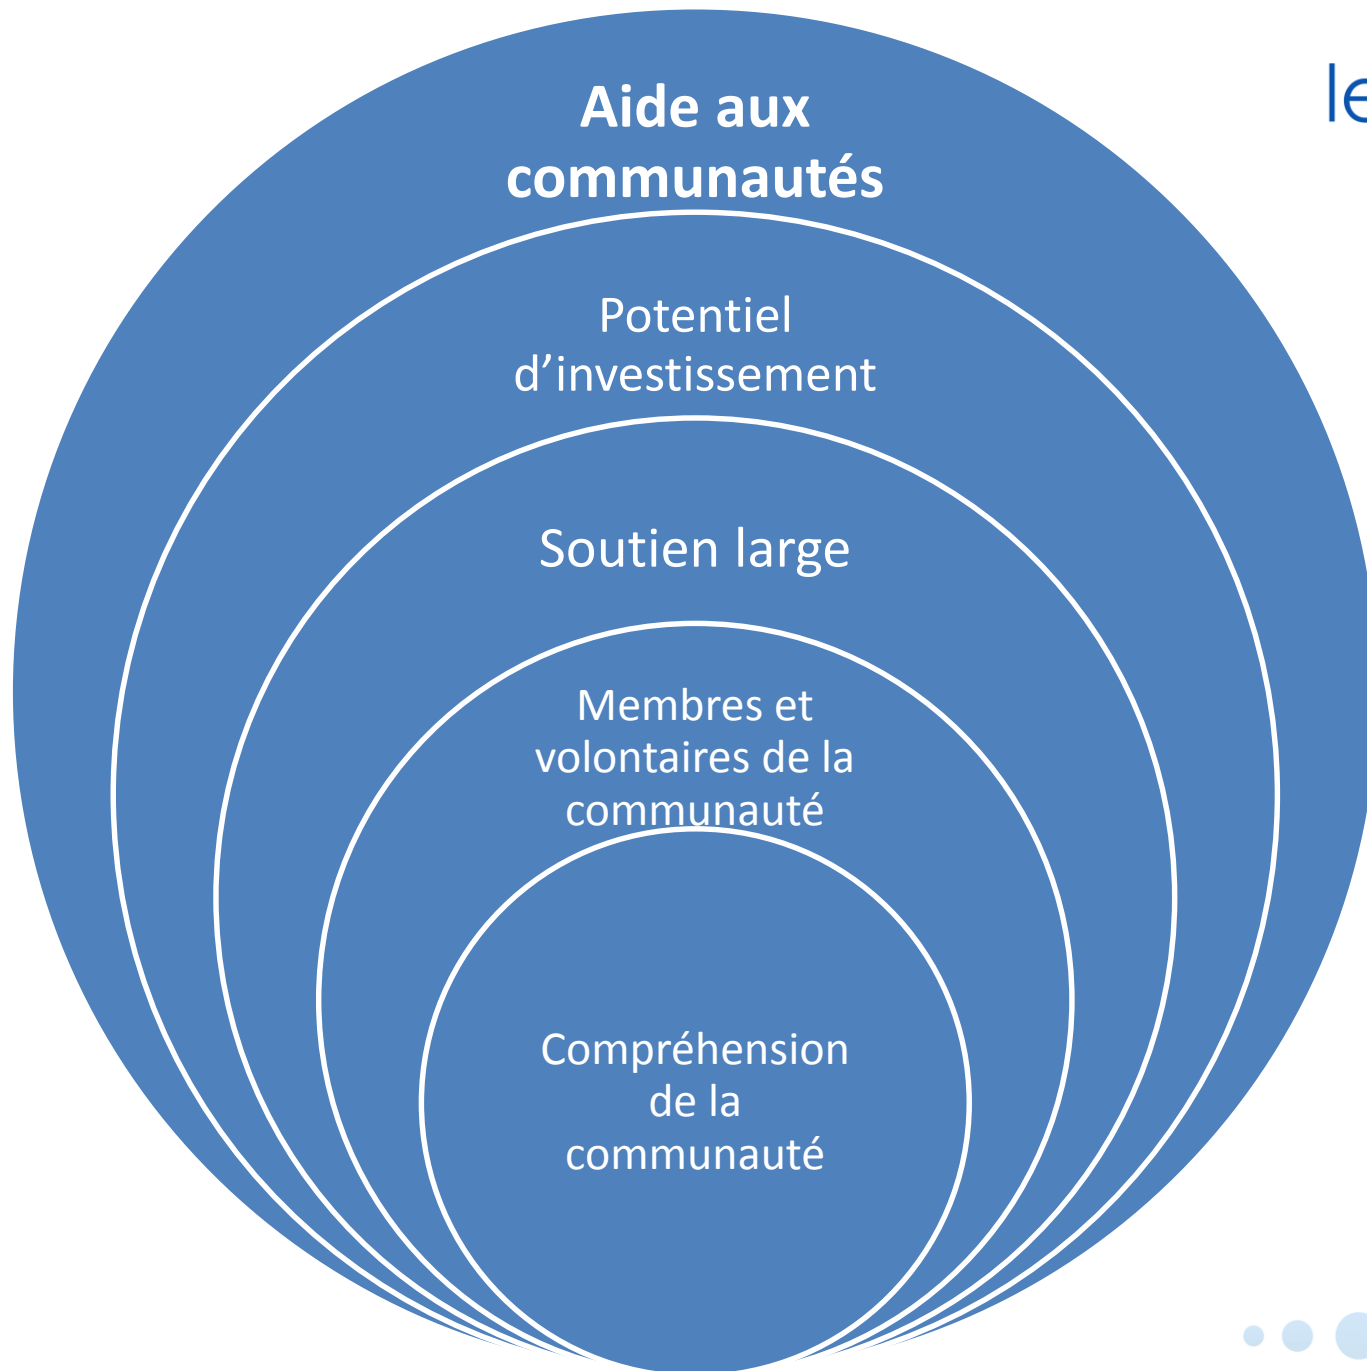 Aide aux
communautés
Potentiel
d’investissement
Soutien large
Membres et
volontaires de la
communauté
Compréhension
de la
communauté